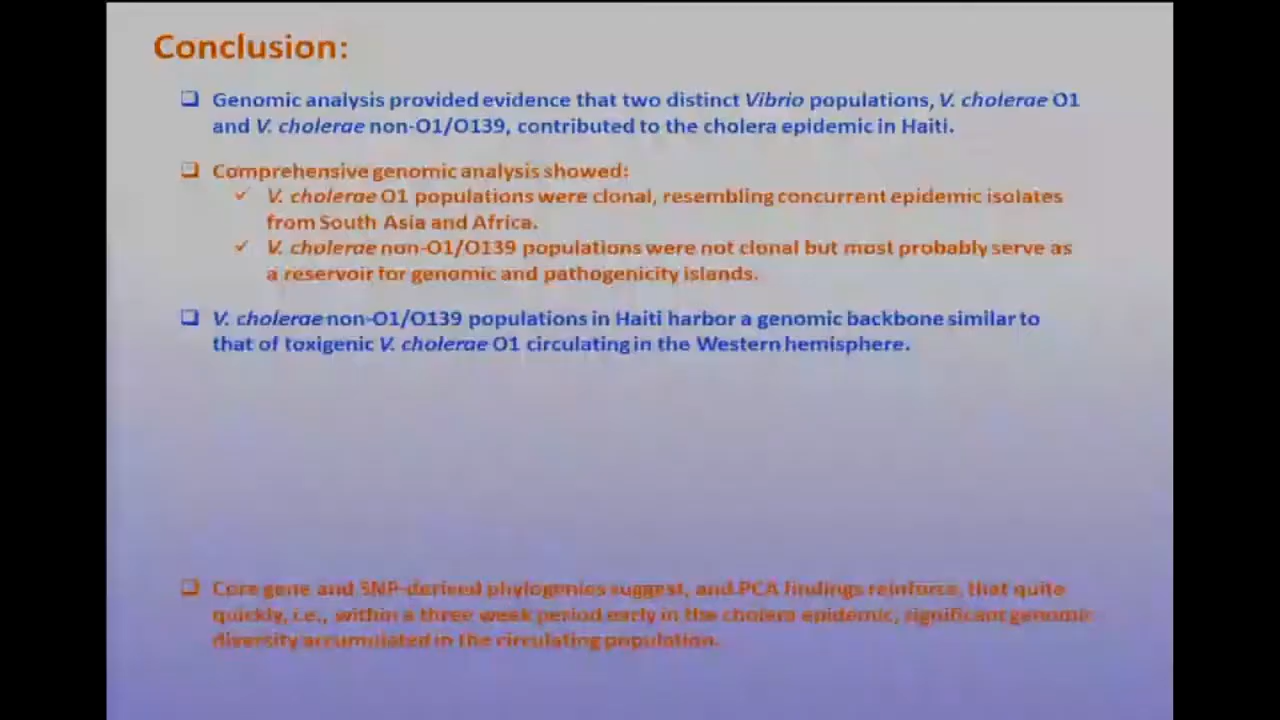 Conclusion:
Genomic analysis provided evidence that two distinct Vibrio populations, V. cholerae O1
and V. cholerae non-O1/O139, contributed to the cholera epidemic in Haiti.
Comprehensive genomic analysis showed:
V. cholerae O1 populations were clonal, resembling concurrent epidemic isolates
from South Asia and Africa.
V. cholerae non-O1/O139 populations were not clonal but most probably serve as
a reservoir for genomic and pathogenicity islands.
V. cholerae non-O1/O139 populations in Haiti harbor a genomic backbone similar to
that of toxigenic V. cholerae O1 circulating in the Western hemisphere.
Core gene and SNP-derived phylogenies suggest, and PCA findings reinforce, that quite
quickly, i.e., within a three week period early in the cholera epidemic, significant genomic
diversity accumulated in the circulating population.